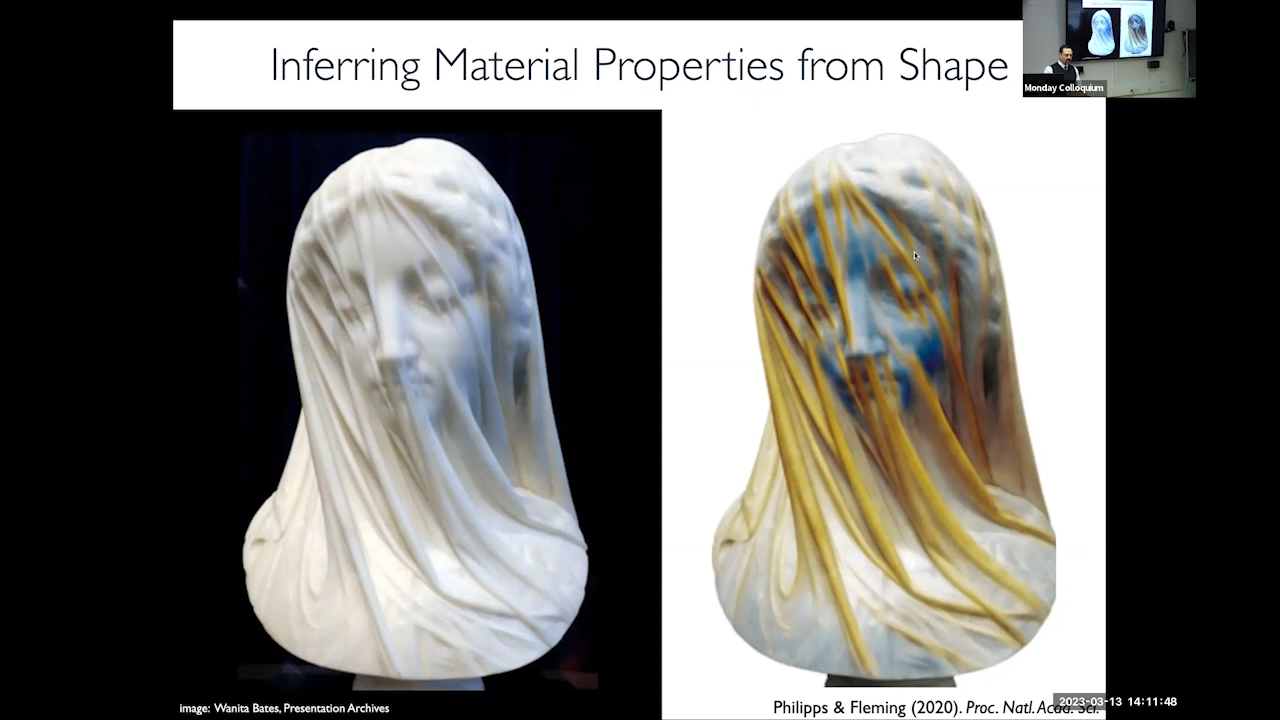 Inferring Material Properties from Shape
Monday Colloquium
image: Wanita Bates, Presentation Archives
Philipps & Fleming (2020). Proc. Natl. Acad. Sci.
2023-03-13 14:11:48